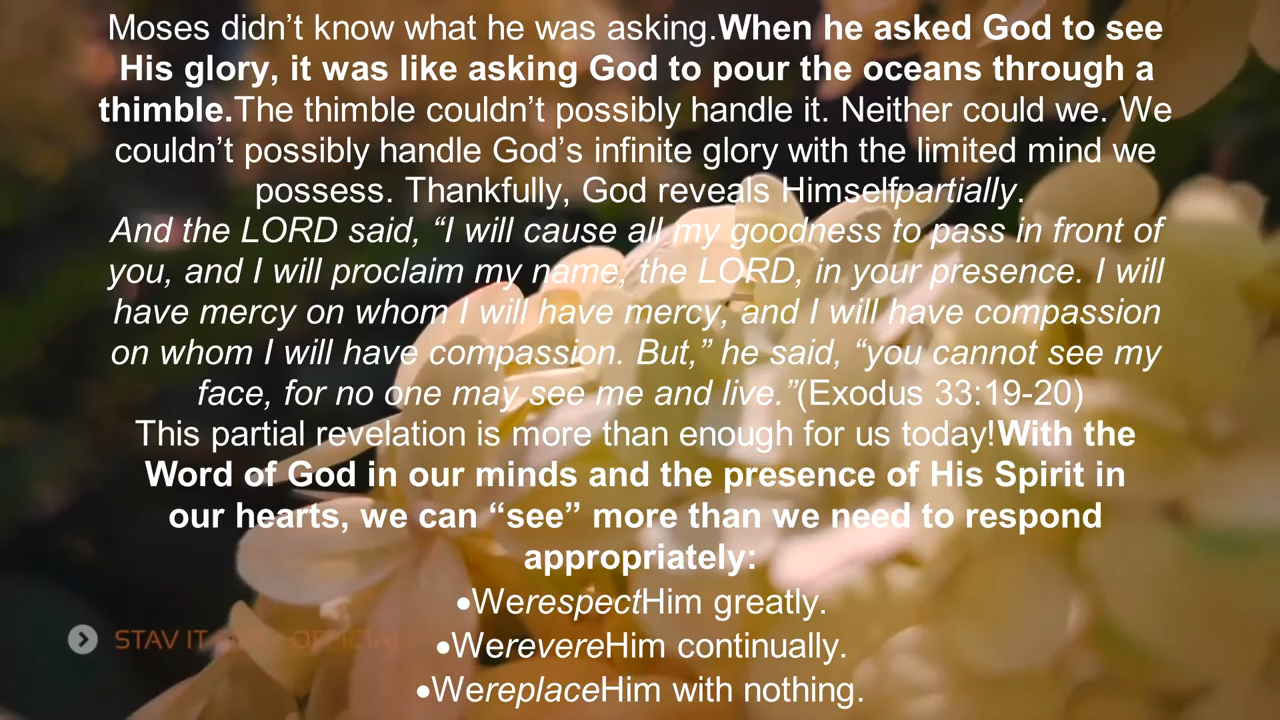 Moses didn’t know what he was asking.When he asked God to see
His glory, it was like asking God to pour the oceans through a
thimble.The thimble couldn’t possibly handle it. Neither could we. We
couldn’t possibly handle God’s infinite glory with the limited mind we
possess. Thankfully, God reveals Himselfpartially.
And the LORD said, “I will cause all my goodness to pass in front of
you, and I will proclaim my name, the LORD, in your presence. I will
have mercy on whom I will have mercy, and I will have compassion
on whom I will have compassion. But,” he said, “you cannot see my
face, for no one may see me and live.”(Exodus 33:19-20)
This partial revelation is more than enough for us today!With the
Word of God in our minds and the presence of His Spirit in
our hearts, we can “see” more than we need to respond
appropriately:
•WerespectHim greatly.
•WerevereHim continually.
STAV IT
•WereplaceHim with nothing.